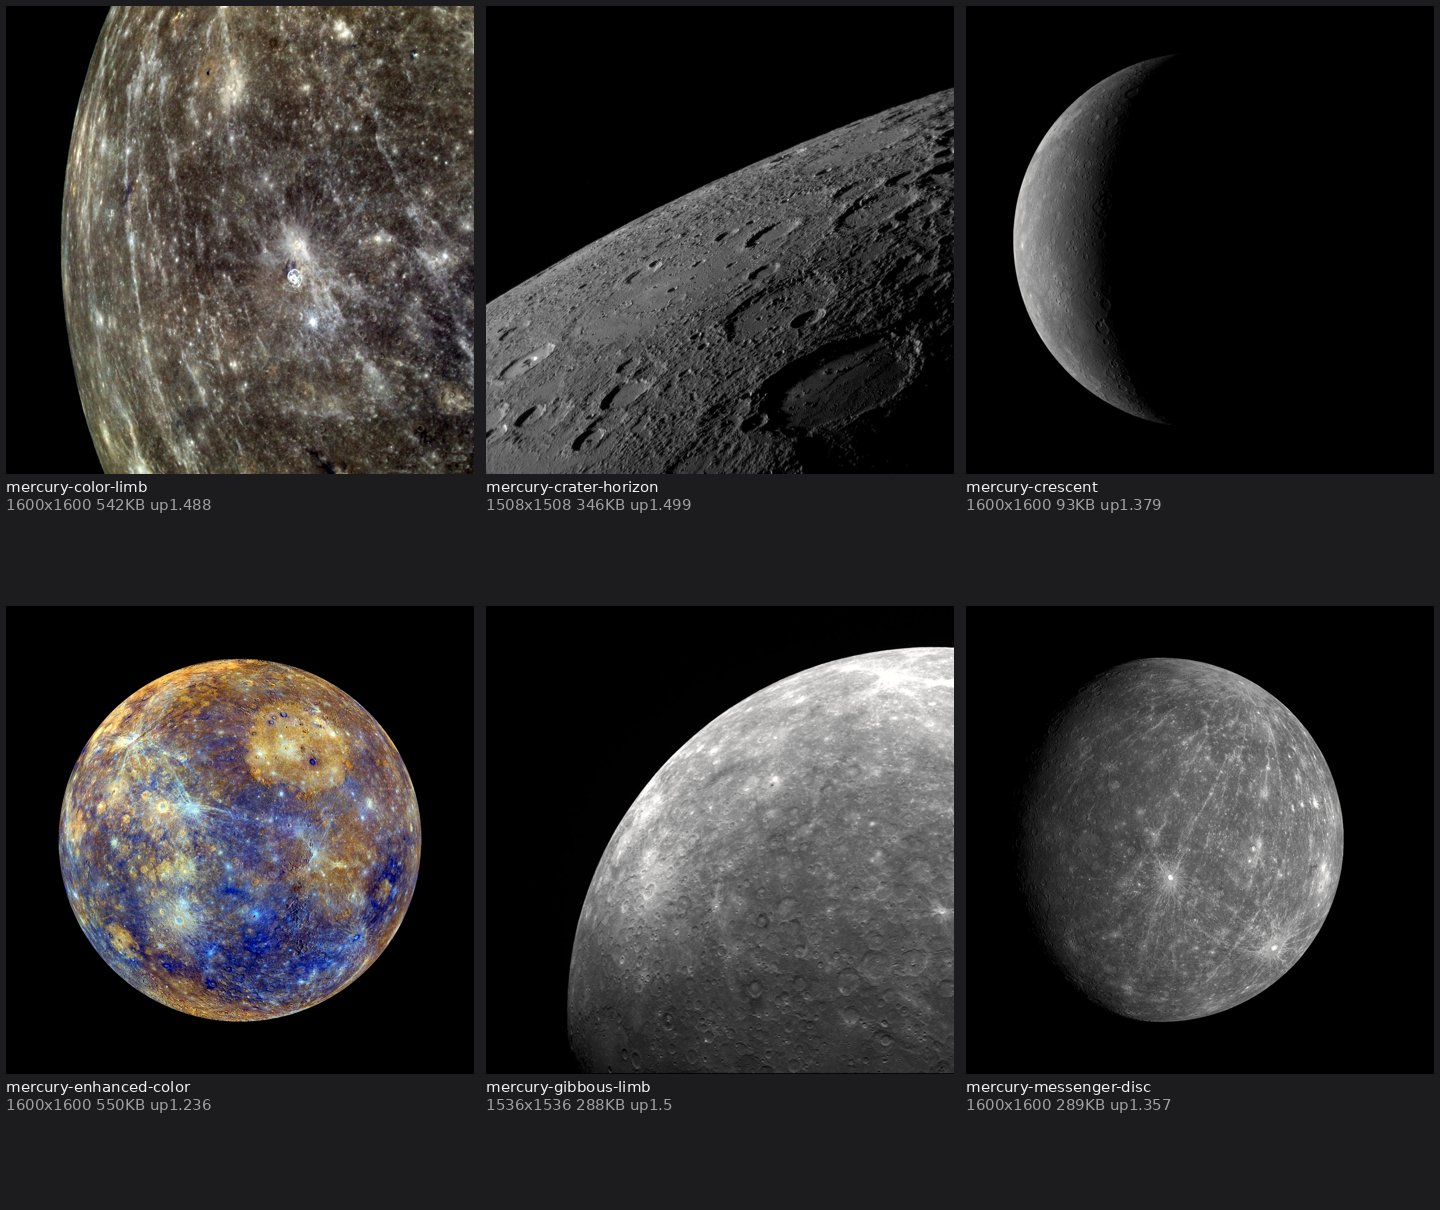 mercury-color-limb
1600x1600 542KB up1.488
mercury-crater-horizon
1508x1508 346KB up1.499
mercury-crescent
1600x1600 93KB up1.379
mercury-enhanced-color
1600x1600 550KB up1.236
mercury-gibbous-limb
1536x1536 288KB up1.5
mercury-messenger-disc
1600x1600 289KB up1.357